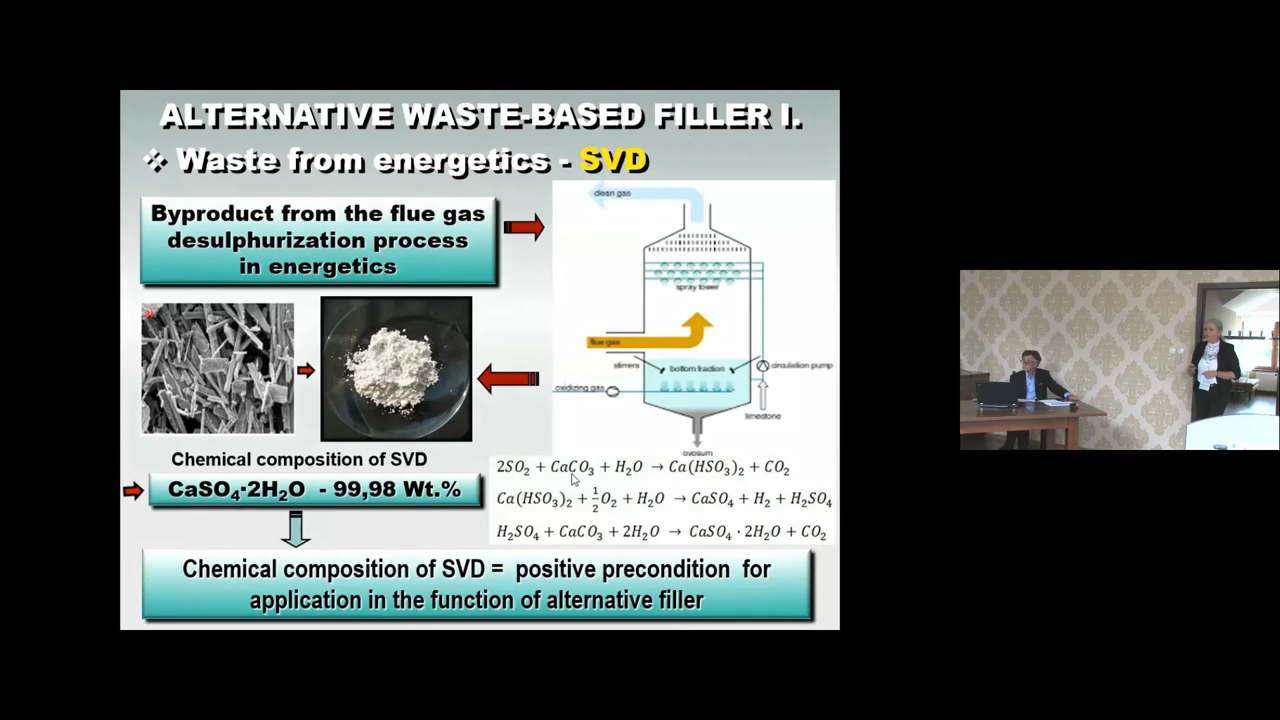 ALTERNATIVE WASTE-BASED FILLER I.
❖ Waste from energetics - SVD
Byproduct from the flue gas
desulphurization process
in energetics
clean gas
spray tower
flue gas
stirrers
bottom fraction
circulation pump
oxidizing gas
limestone
Chemical composition of SVD
CaSO₄·2H₂O - 99,98 Wt.%
2SO₂ + CaCO₃ + H₂O → Ca(HSO₃)₂ + CO₂
Ca(HSO₃)₂ + ½O₂ + H₂O → CaSO₄ + H₂ + H₂SO₄
H₂SO₄ + CaCO₃ + 2H₂O → CaSO₄ · 2H₂O + CO₂
Chemical composition of SVD = positive precondition for
application in the function of alternative filler